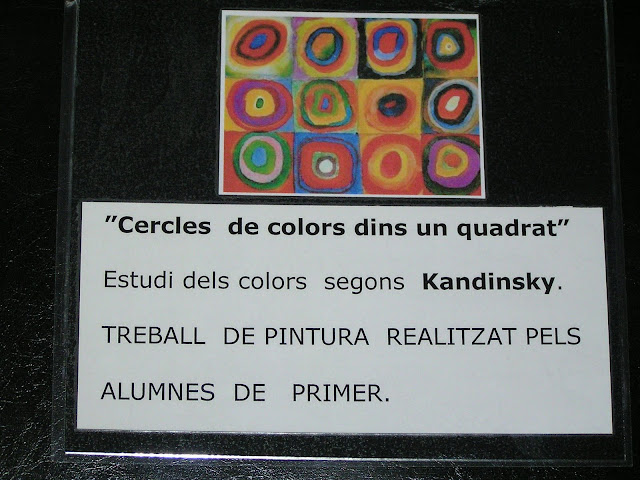 ”Cercles de colors dins un quadrat”
Estudi dels colors segons Kandinsky.
TREBALL DE PINTURA REALITZAT PELS
ALUMNES DE PRIMER.